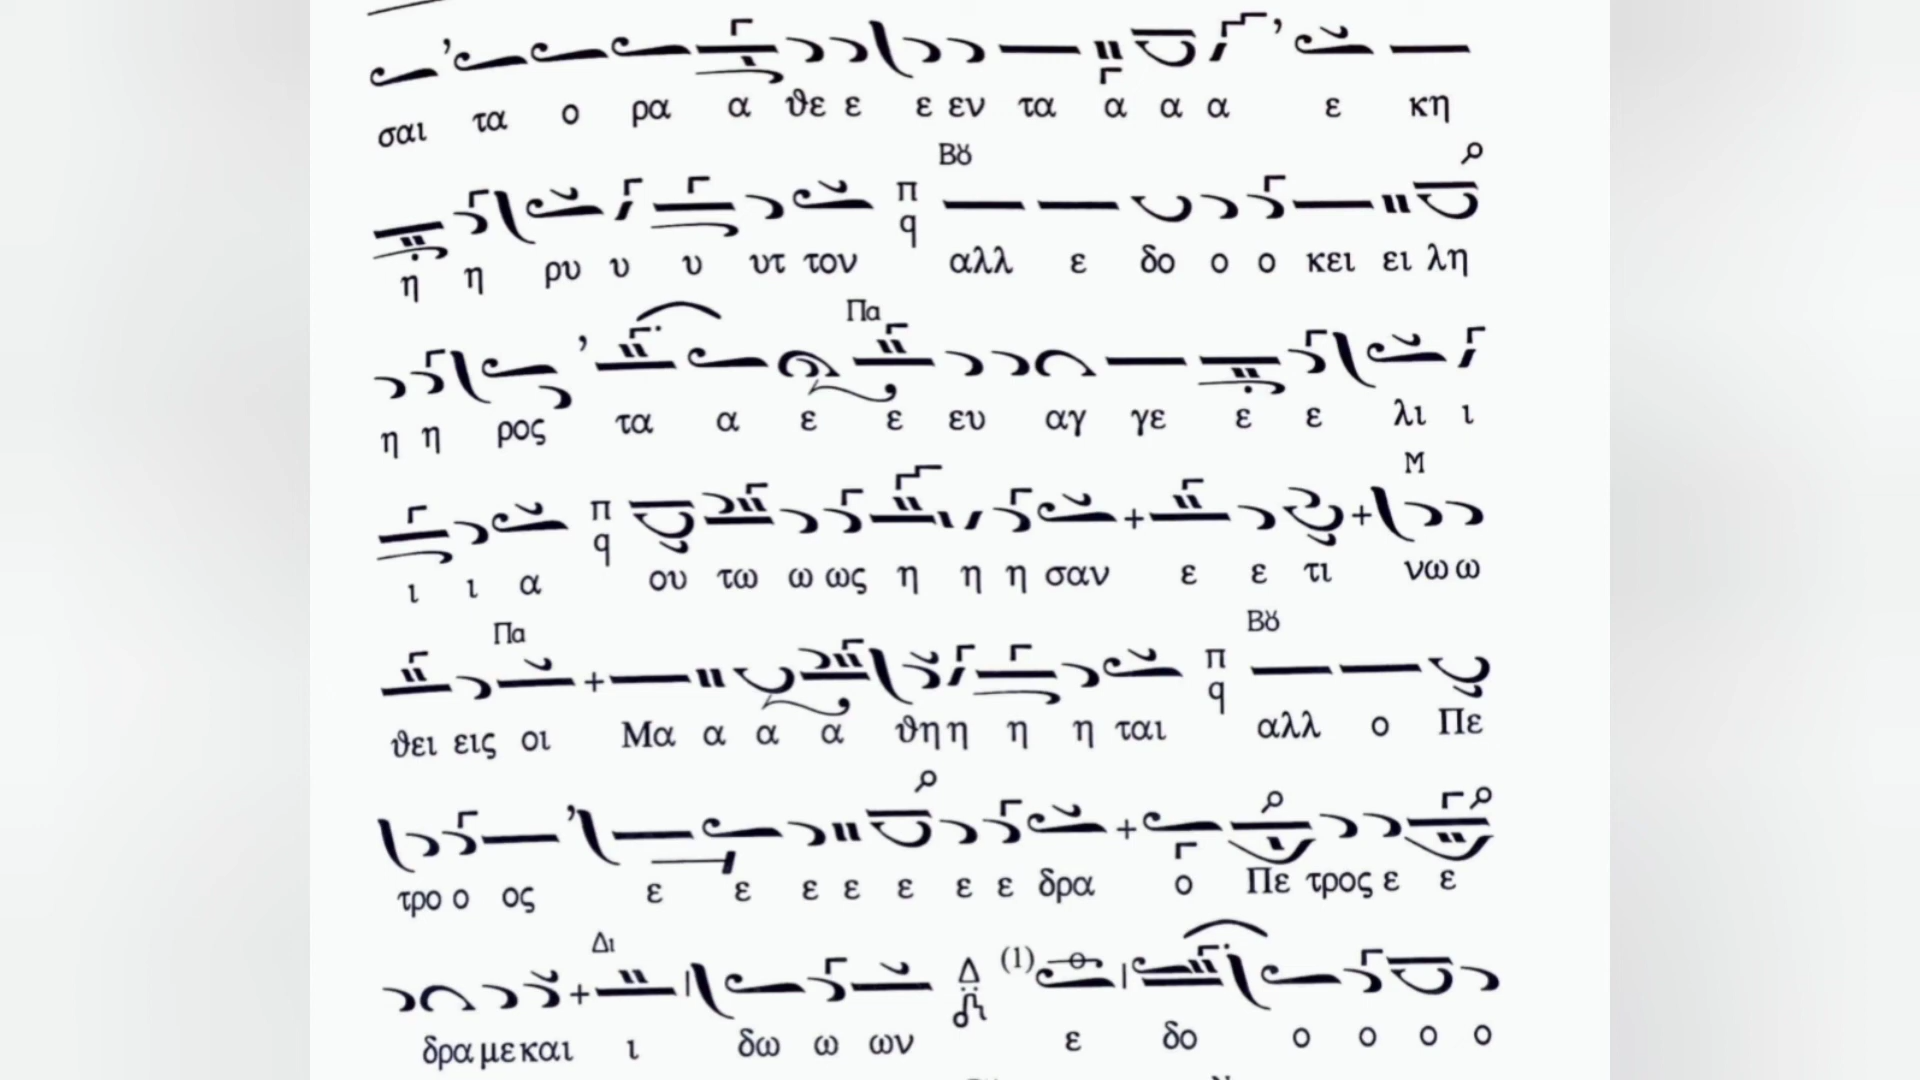 σαι τα ο ρα α θε ε ε εν τα α α α ε κη
Βȣ
η η ρυ υ υ υτ τον π q αλλ ε δο ο ο κει ει λη
Πα
η η ρος τα α ε ε ευ αγ γε ε ε λι ι
Μ
ι ι α π q ου τω ω ως η η η σαν ε ε τι νω ω
Πα Βȣ
θει εις οι Μα α α α θη η η η ται π q αλλ ο Πε
τρο ο ος ε ε ε ε ε ε ε δρα ο Πε τρος ε ε
Δι
δρα με και ι δω ω ων Δ (1) ε δο ο ο ο ο